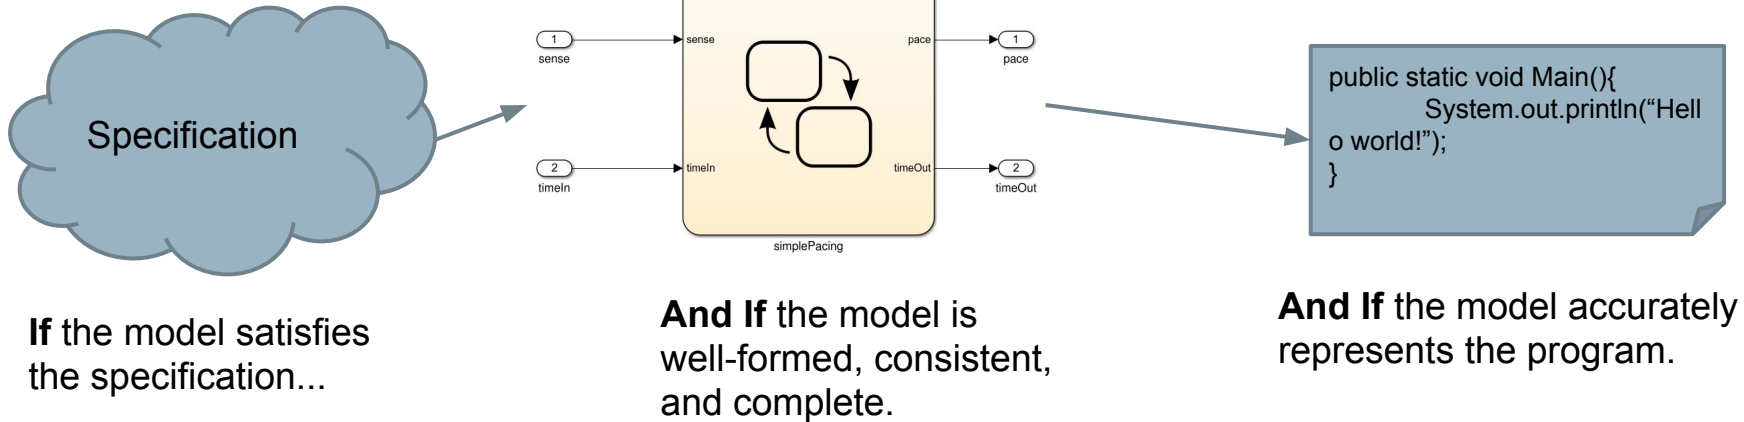 Specification
1
sense
2
timeIn
sense
timeIn
pace
timeOut
simplePacing
1
pace
2
timeOut
public static void Main(){
System.out.println(“Hell
o world!”);
}
If the model satisfies
the specification...
And If the model is
well-formed, consistent,
and complete.
And If the model accurately
represents the program.